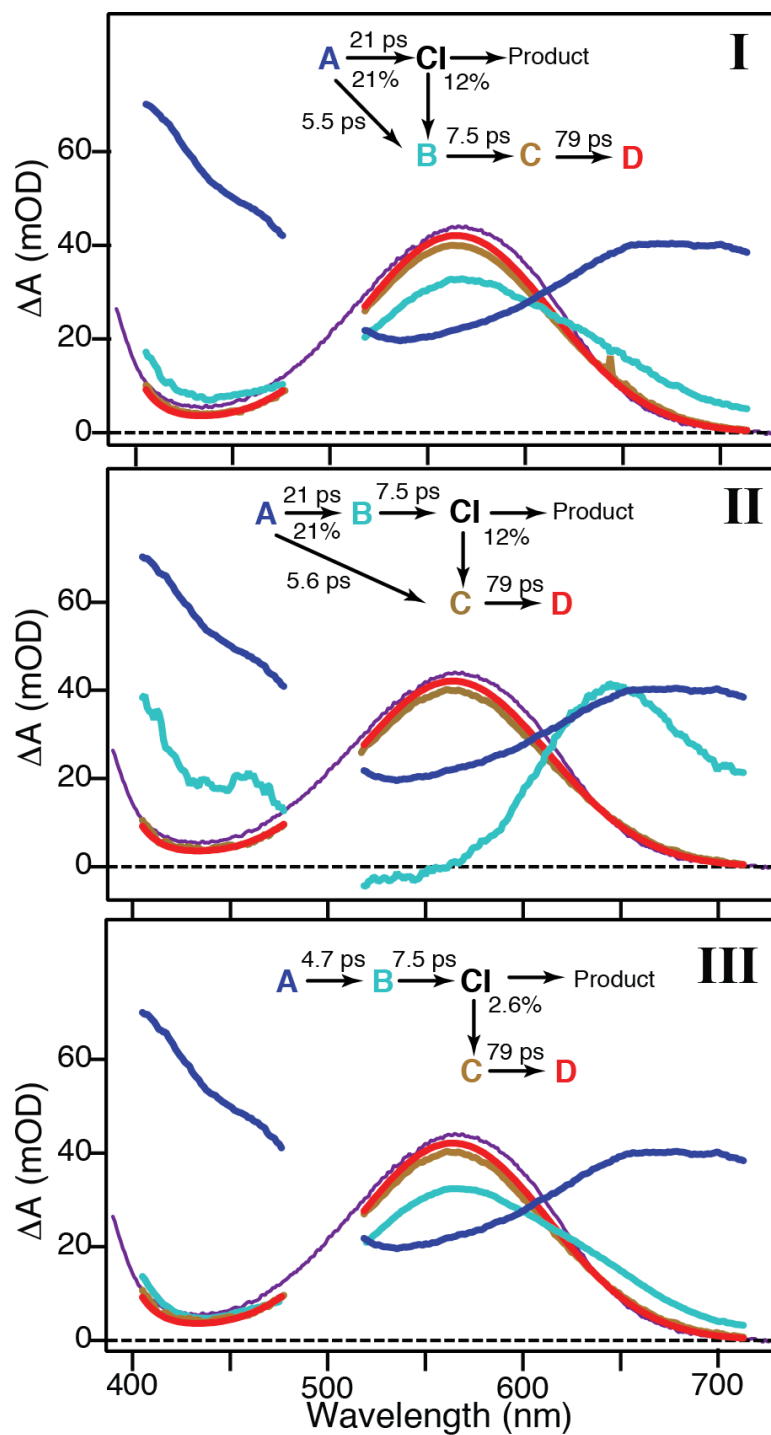 I
21 ps
A CI Product
21% 12%
5.5 ps
7.5 ps 79 ps
B C D
60
40
20
0
ΔA (mOD)
II
21 ps 7.5 ps
A B CI Product
21% 12%
5.6 ps
79 ps
C D
60
40
20
0
ΔA (mOD)
III
4.7 ps 7.5 ps
A B CI Product
2.6%
79 ps
C D
60
40
20
0
ΔA (mOD)
400 500 600 700
Wavelength (nm)